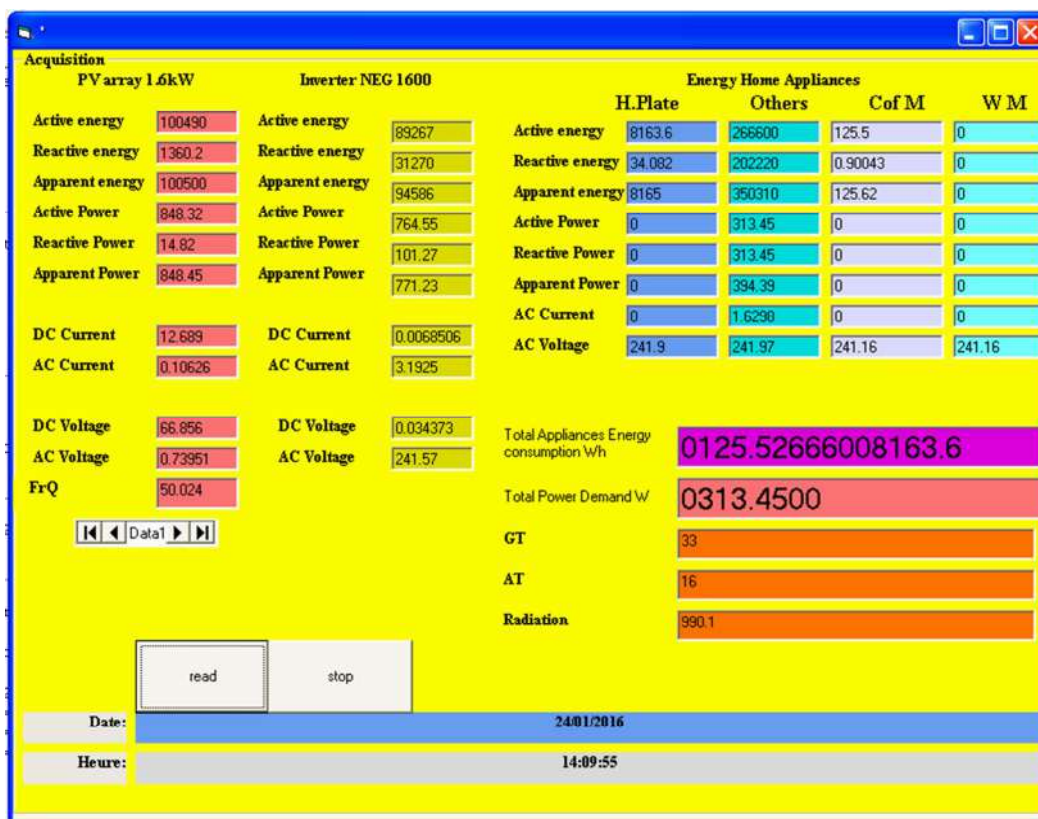 Acquisition
PV array 1.6kW Inverter NEG 1600 Energy Home Appliances
H.Plate Others Cof M W M
Active energy 100490 Active energy 89267 Active energy 8163.6 266600 125.5 0
Reactive energy 1360.2 Reactive energy 31270 Reactive energy 34.082 202220 0.90043 0
Apparent energy 100500 Apparent energy 94586 Apparent energy 8165 350310 125.62 0
Active Power 848.32 Active Power 764.55 Active Power 0 313.45 0 0
Reactive Power 14.82 Reactive Power 101.27 Reactive Power 0 313.45 0 0
Apparent Power 848.45 Apparent Power 771.23 Apparent Power 0 394.39 0 0
AC Current 0 1.6298 0 0
DC Current 12.689 DC Current 0.0068506 AC Voltage 241.9 241.97 241.16 241.16
AC Current 0.10626 AC Current 3.1925
DC Voltage 66.856 DC Voltage 0.034373
AC Voltage 0.73951 AC Voltage 241.57
FrQ 50.024
Data1
Total Appliances Energy
consumption Wh 0125.52666008163.6
Total Power Demand W 0313.4500
GT 33
AT 16
Radiation 990.1
read stop
Date: 24/01/2016
Heure: 14:09:55